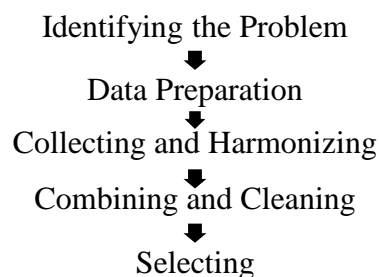 Identifying the Problem
Data Preparation
Collecting and Harmonizing
Combining and Cleaning
Selecting